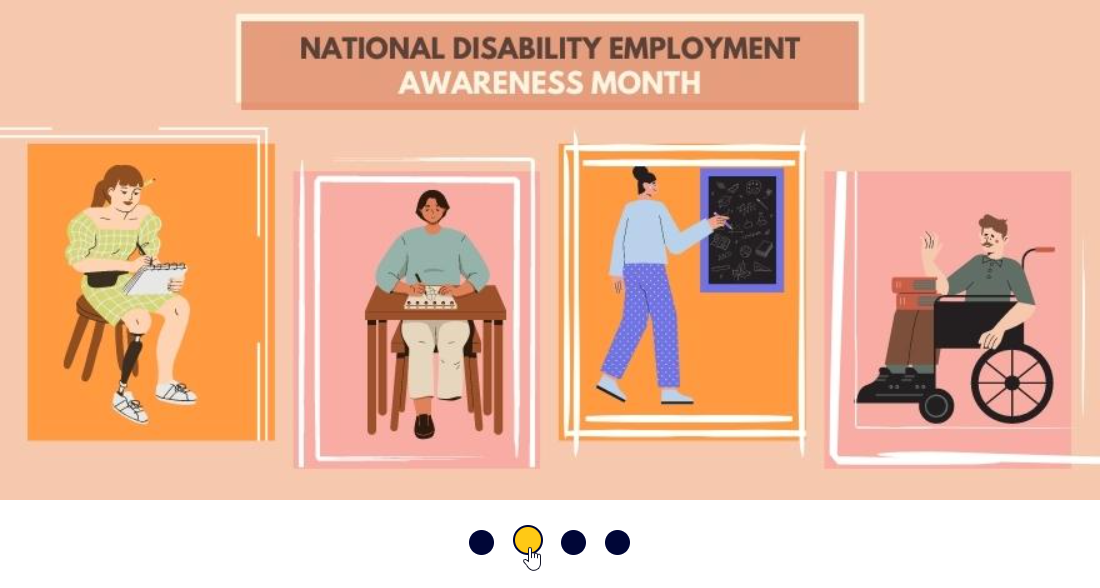 NATIONAL DISABILITY EMPLOYMENT
AWARENESS MONTH